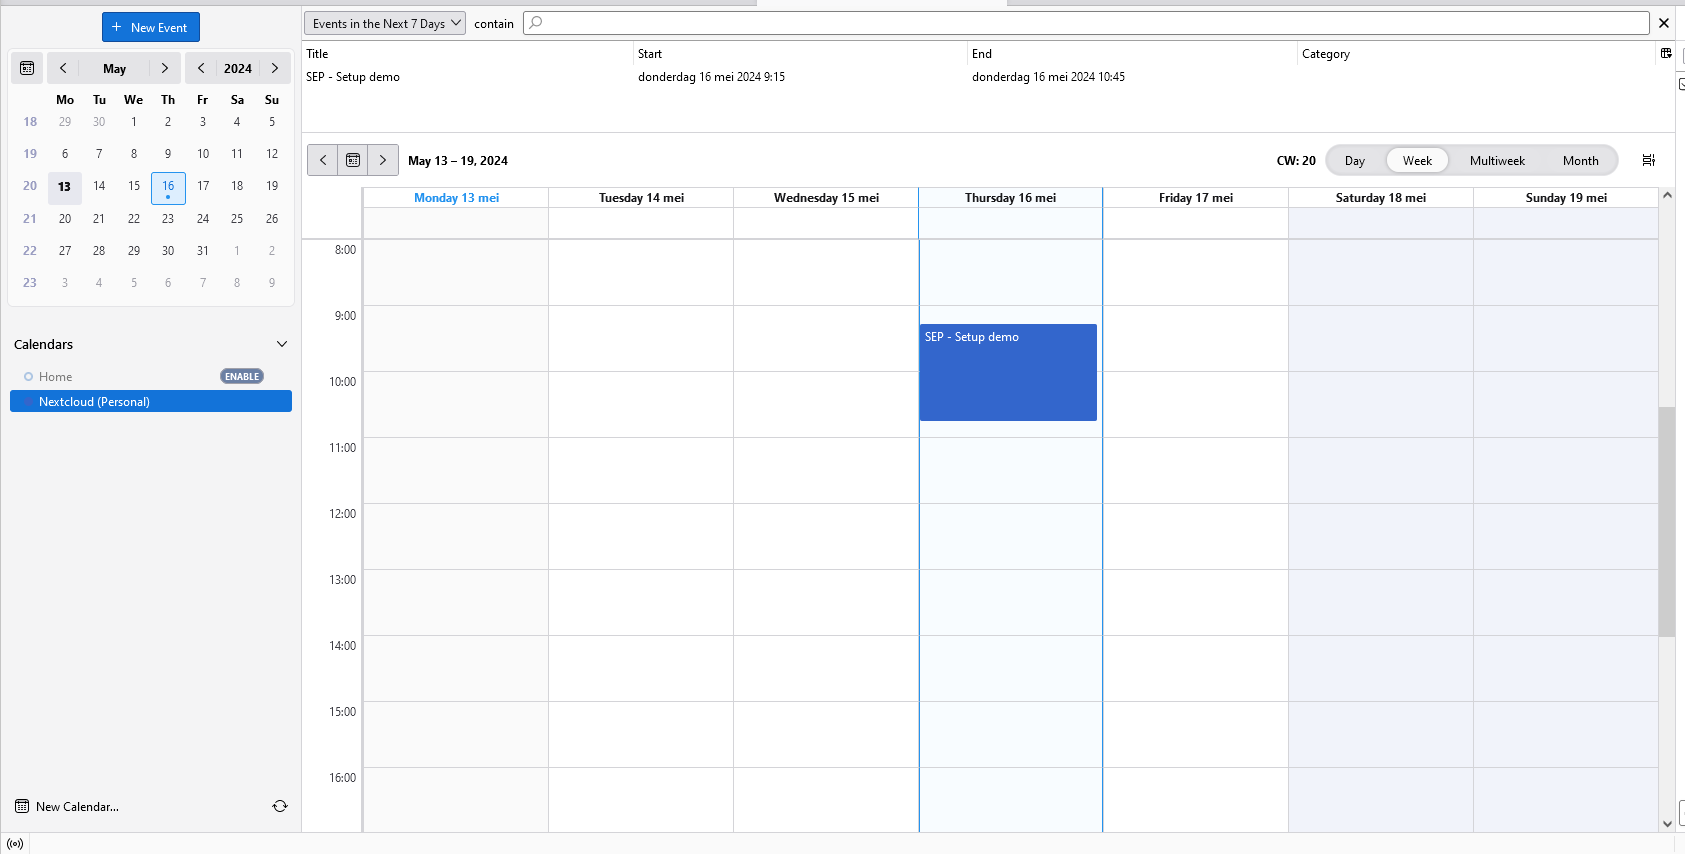 New Event
May 2024
Mo Tu We Th Fr Sa Su
18 29 30 1 2 3 4 5
19 6 7 8 9 10 11 12
20 13 14 15 16 17 18 19
21 20 21 22 23 24 25 26
22 27 28 29 30 31 1 2
23 3 4 5 6 7 8 9
Calendars
Home ENABLE
Nextcloud (Personal)
New Calendar...
Events in the Next 7 Days contain
Title Start End Category
SEP - Setup demo donderdag 16 mei 2024 9:15 donderdag 16 mei 2024 10:45
May 13 – 19, 2024 CW: 20 Day Week Multiweek Month
Monday 13 mei Tuesday 14 mei Wednesday 15 mei Thursday 16 mei Friday 17 mei Saturday 18 mei Sunday 19 mei
8:00
9:00
SEP - Setup demo
10:00
11:00
12:00
13:00
14:00
15:00
16:00